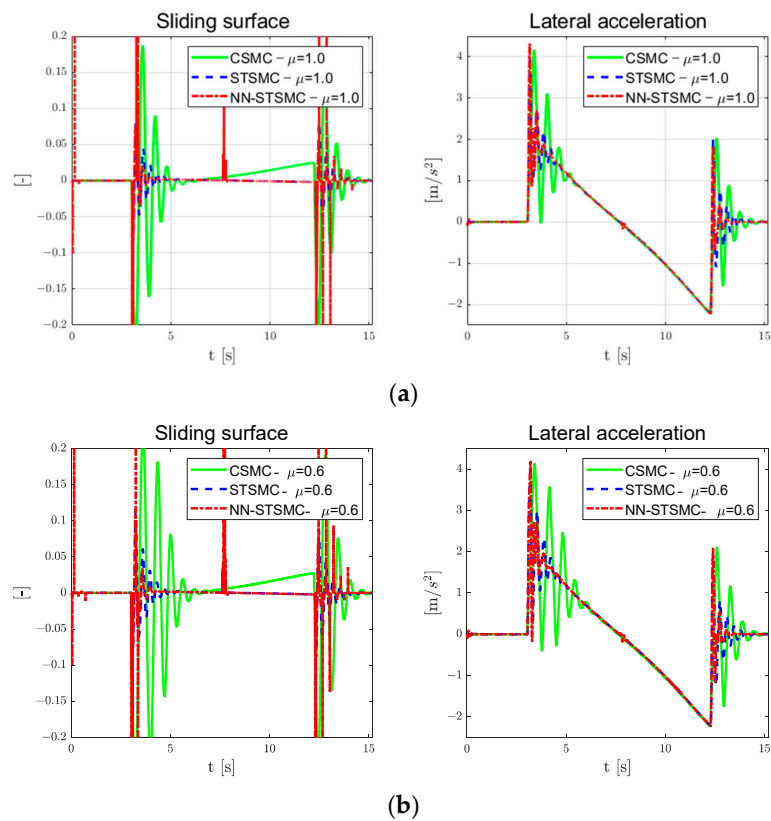 Sliding surface
Lateral acceleration
0.2
0.15
0.1
0.05
0
−0.05
−0.1
−0.15
−0.2
[-]
CSMC − μ=1.0
STSMC − μ=1.0
NN-STSMC − μ=1.0
0
5
10
15
t [s]
4
3
2
1
0
−1
−2
[m/s²]
CSMC − μ=1.0
STSMC − μ=1.0
NN-STSMC − μ=1.0
0
5
10
15
t [s]
(a)
Sliding surface
Lateral acceleration
0.2
0.15
0.1
0.05
0
-0.05
-0.1
-0.15
-0.2
[-]
CSMC- μ=0.6
STSMC- μ=0.6
NN-STSMC- μ=0.6
0
5
10
15
t [s]
4
3
2
1
0
-1
-2
[m/s²]
CSMC- μ=0.6
STSMC- μ=0.6
NN-STSMC- μ=0.6
0
5
10
15
t [s]
(b)